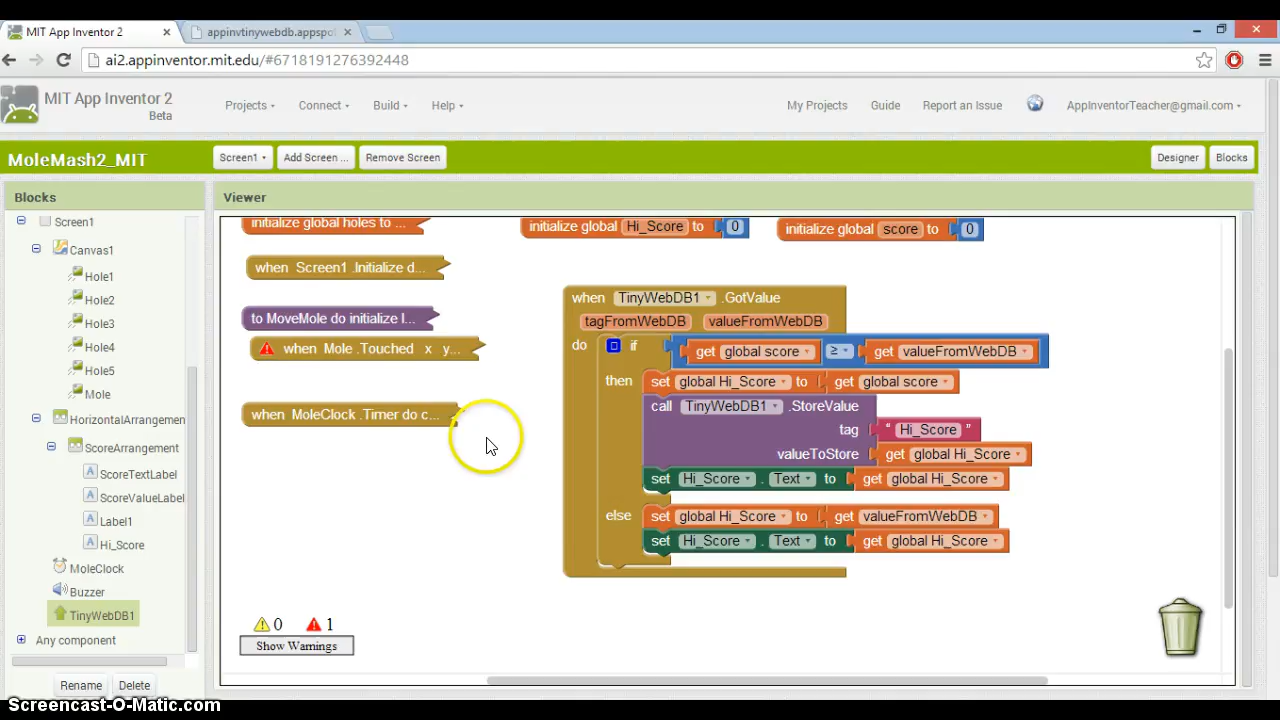 MIT App Inventor 2
appinvtinywebdb.appspo
ai2.appinventor.mit.edu/#6718191276392448
MIT App Inventor 2
Beta
Projects
Connect
Build
Help
My Projects
Guide
Report an Issue
AppInventorTeacher@gmail.com
MoleMash2_MIT
Screen1
Add Screen ...
Remove Screen
Designer
Blocks
Blocks
Screen1
Canvas1
Hole1
Hole2
Hole3
Hole4
Hole5
Mole
HorizontalArrangemen
ScoreArrangement
ScoreTextLabel
ScoreValueLabel
Label1
Hi_Score
MoleClock
Buzzer
TinyWebDB1
Any component
Rename
Delete
Viewer
initialize global holes to ...
initialize global Hi_Score to 0
initialize global score to 0
when Screen1 .Initialize d...
to MoveMole do initialize l...
when Mole .Touched x y...
when MoleClock .Timer do c...
when TinyWebDB1 .GotValue
tagFromWebDB valueFromWebDB
do if get global score ≥ get valueFromWebDB
then set global Hi_Score to get global score
call TinyWebDB1 .StoreValue
tag " Hi_Score "
valueToStore get global Hi_Score
set Hi_Score . Text to get global Hi_Score
else set global Hi_Score to get valueFromWebDB
set Hi_Score . Text to get global Hi_Score
0 1
Show Warnings
Screencast-O-Matic.com